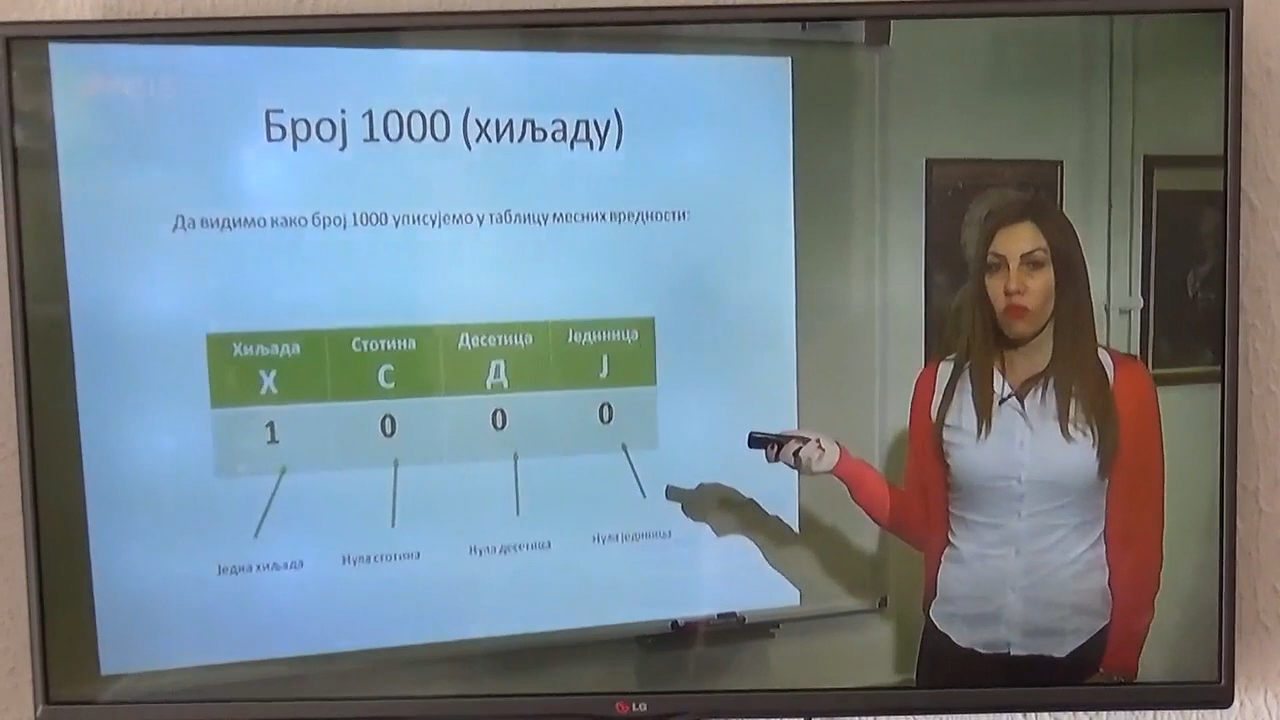 Број 1000 (хиљаду)
Да видимо како број 1000 уписујемо у таблицу месних вредности:
Хиљада Стотина Десетица Јединица
Х С Д Ј
1 0 0 0
Једна хиљада Нула стотина Нула десетица Нула јединица
LG